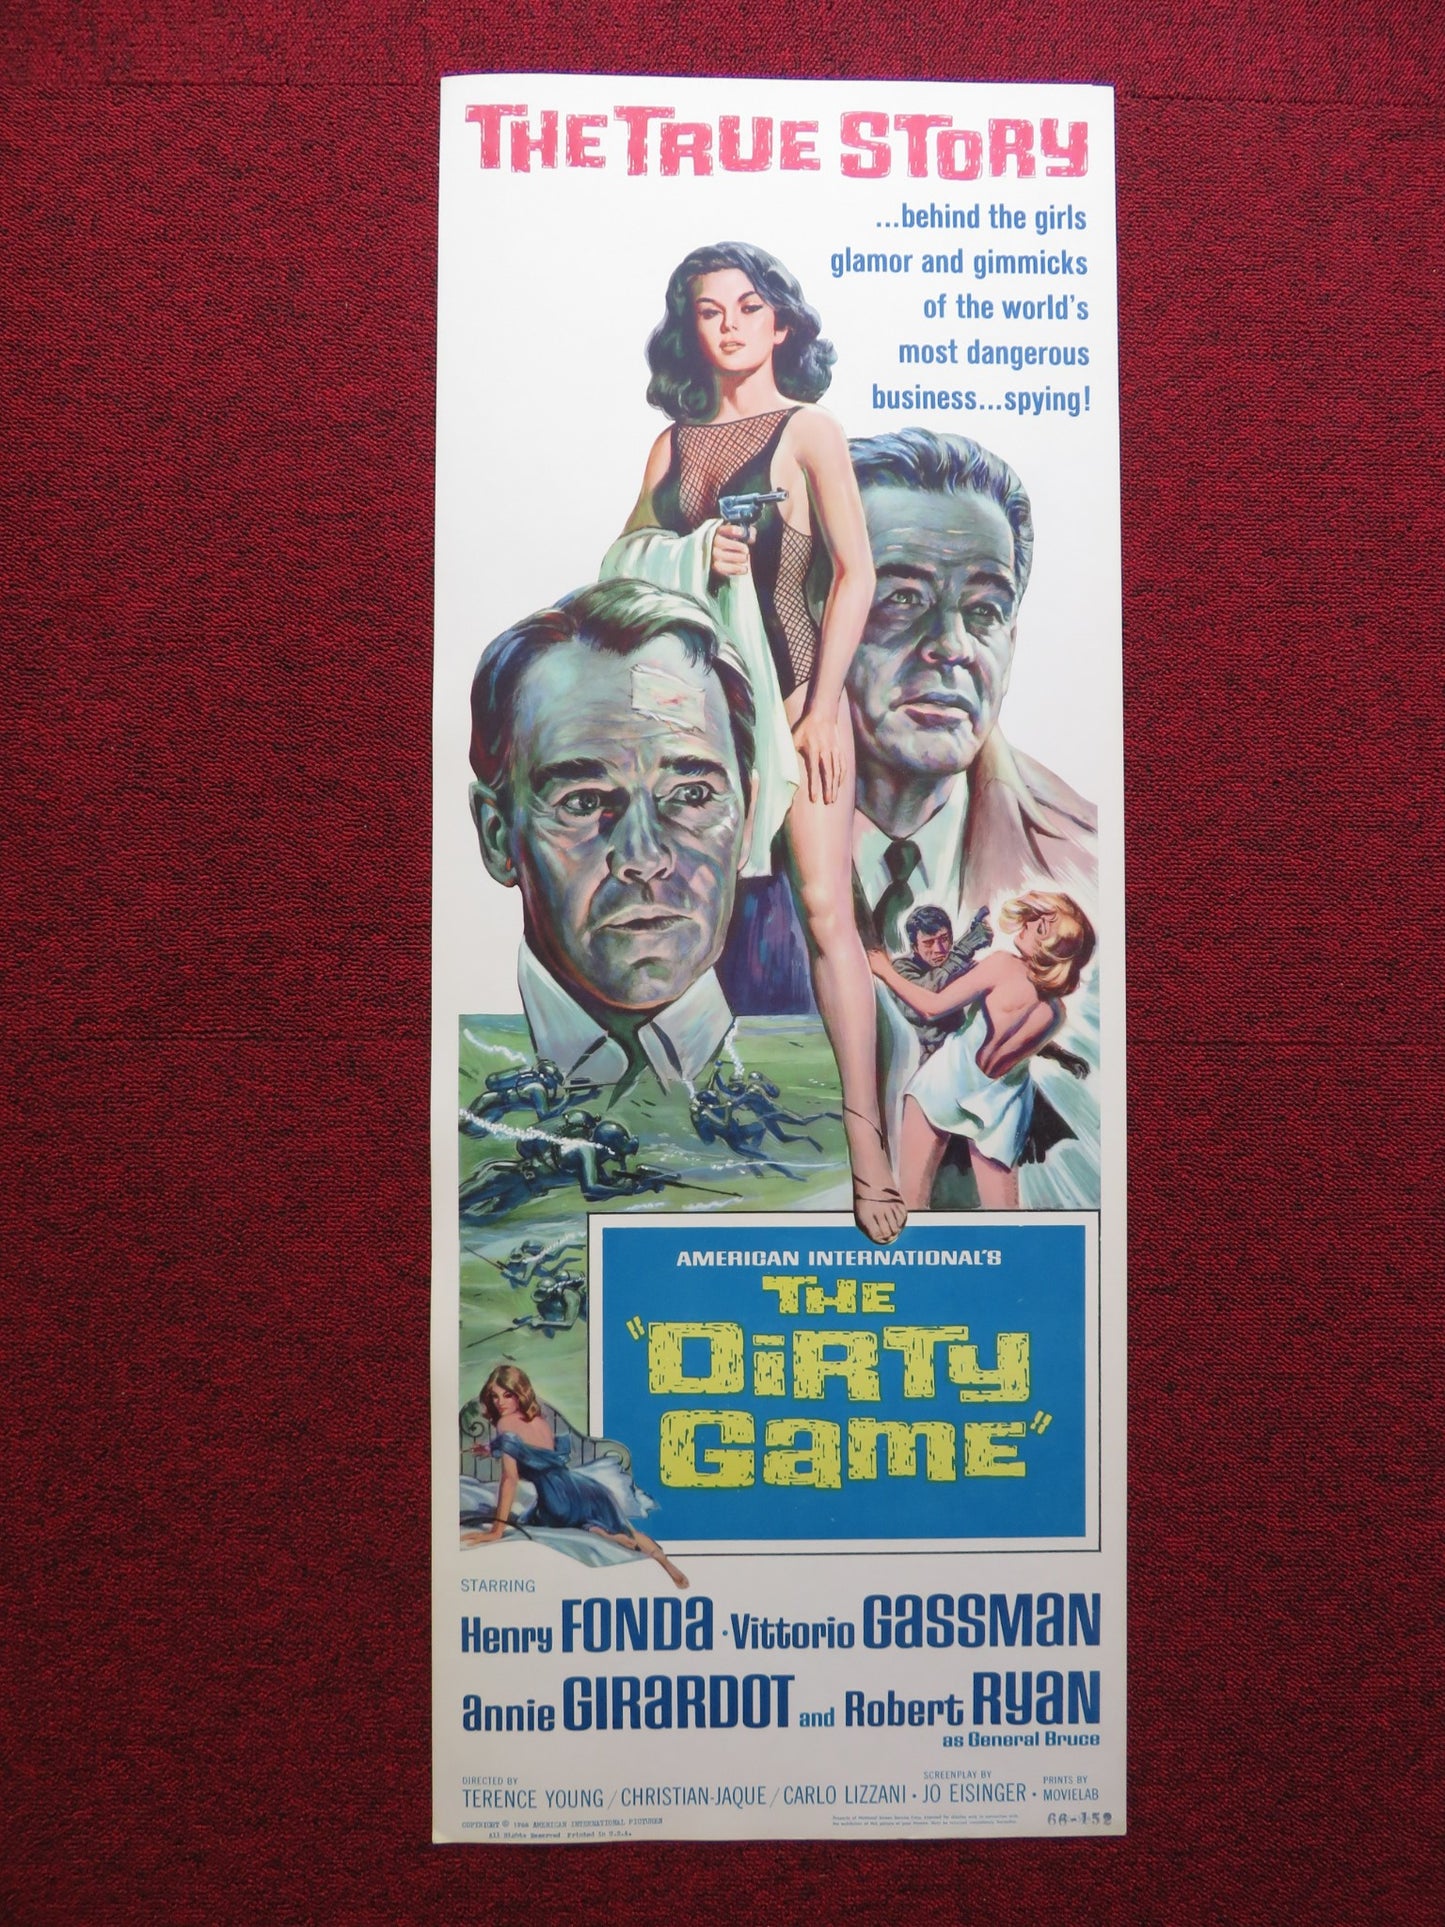 THE TRUE STORY
...behind the girls
glamor and gimmicks
of the world's
most dangerous
business...spying!
AMERICAN INTERNATIONAL'S
THE
"DIRTY
GAME"
STARRING
Henry FONDA · Vittorio GASSMAN
annie GIRARDOT and Robert RYAN
as General Bruce
DIRECTED BY
TERENCE YOUNG / CHRISTIAN-JAQUE / CARLO LIZZANI ·
SCREENPLAY BY
JO EISINGER ·
PRINTS BY
MOVIELAB
COPYRIGHT © 1966 AMERICAN INTERNATIONAL PICTURES
All Rights Reserved Printed in U.S.A.
66-152